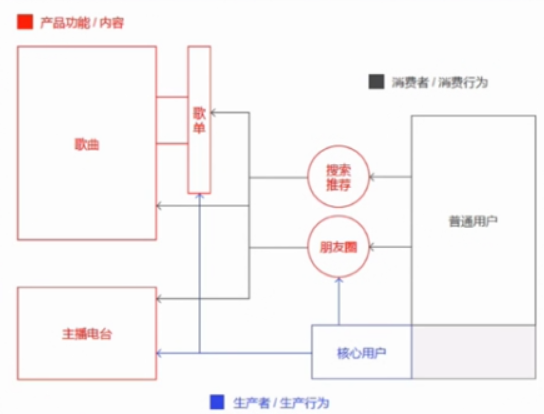 产品功能 / 内容
消费者 / 消费行为
歌曲
歌单
搜索
推荐
普通用户
朋友圈
主播电台
核心用户
生产者 / 生产行为